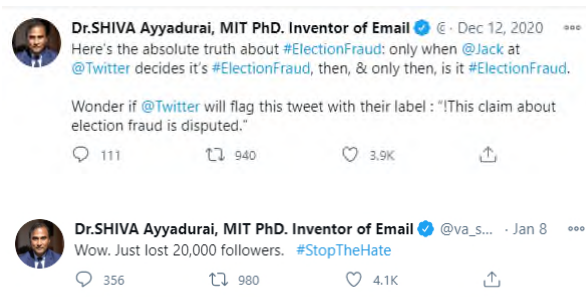 Dr.SHIVA Ayyadurai, MIT PhD. Inventor of Email @ · Dec 12, 2020
Here's the absolute truth about #ElectionFraud: only when @Jack at
@Twitter decides it's #ElectionFraud, then, & only then, is it #ElectionFraud.
Wonder if @Twitter will flag this tweet with their label : "!This claim about
election fraud is disputed."
111 940 3.9K
Dr.SHIVA Ayyadurai, MIT PhD. Inventor of Email @va_s... · Jan 8
Wow. Just lost 20,000 followers. #StopTheHate
356 980 4.1K